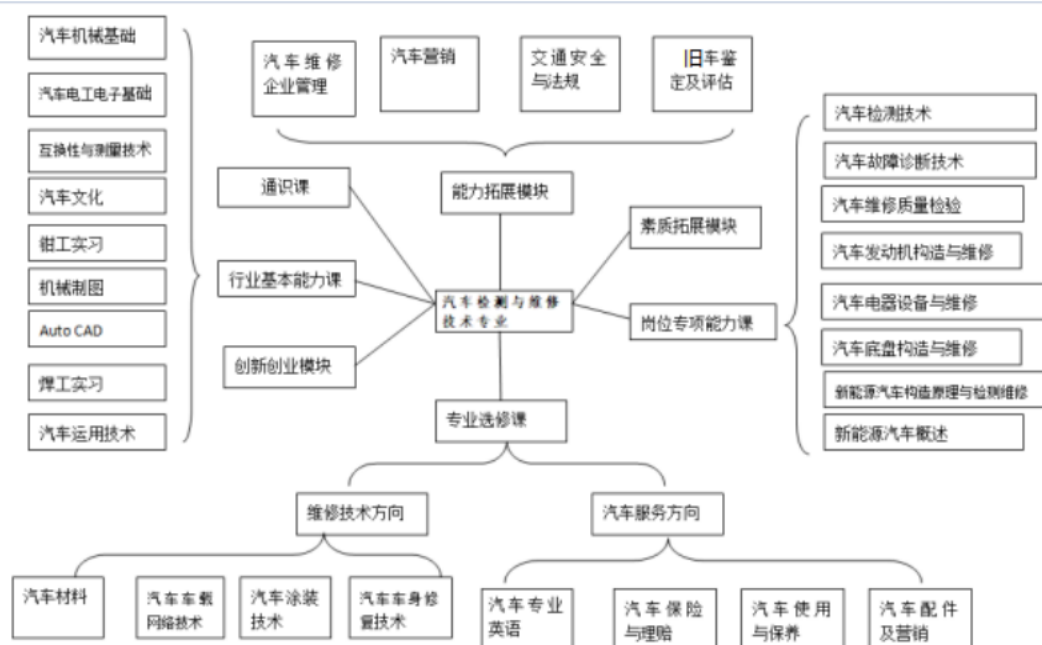 汽车机械基础
汽车电工电子基础
互换性与测量技术
汽车文化
钳工实习
机械制图
Auto CAD
焊工实习
汽车运用技术
汽车维修
企业管理
汽车营销
交通安全
与法规
旧车鉴
定及评估
通识课
行业基本能力课
创新创业模块
能力拓展模块
汽车检测与维修
技术专业
专业选修课
素质拓展模块
岗位专项能力课
汽车检测技术
汽车故障诊断技术
汽车维修质量检验
汽车发动机构造与维修
汽车电器设备与维修
汽车底盘构造与维修
新能源汽车构造原理与检测维修
新能源汽车概述
维修技术方向
汽车服务方向
汽车材料
汽车车载
网络技术
汽车涂装
技术
汽车车身修
复技术
汽车专业
英语
汽车保险
与理赔
汽车使用
与保养
汽车配件
及营销